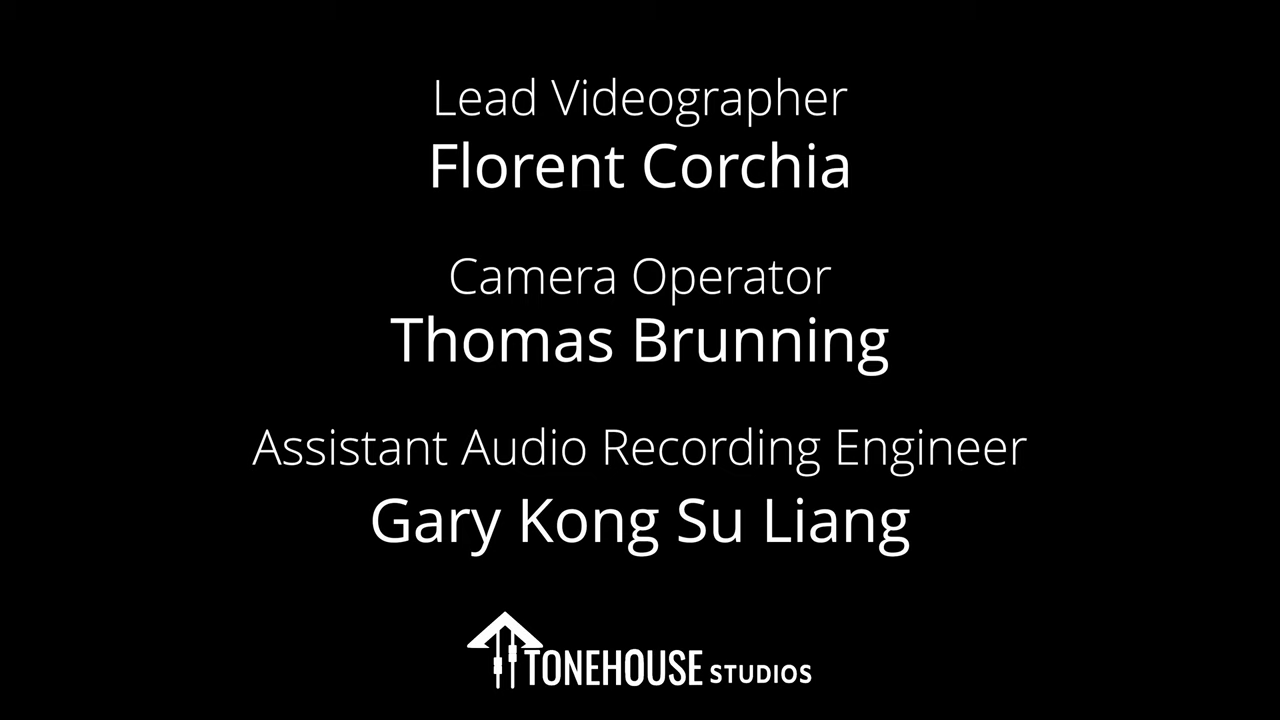 Lead Videographer
Florent Corchia
Camera Operator
Thomas Brunning
Assistant Audio Recording Engineer
Gary Kong Su Liang
TONEHOUSE STUDIOS